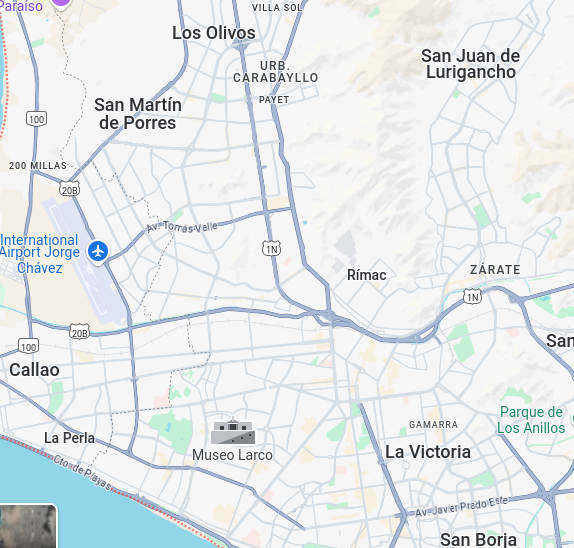 Paraíso
VILLA SOL
Los Olivos
URB.
CARABAYLLO
San Juan de
Lurigancho
PAYET
San Martín
de Porres
100
200 MILLAS
20B
Av. Tomás Valle
International
Airport Jorge
Chávez
1N
Rímac
ZÁRATE
1N
20B
100
San
Callao
Parque de
Los Anillos
GAMARRA
La Perla
Museo Larco
La Victoria
Cto. de Playas
Av. Javier Prado Este
San Borja